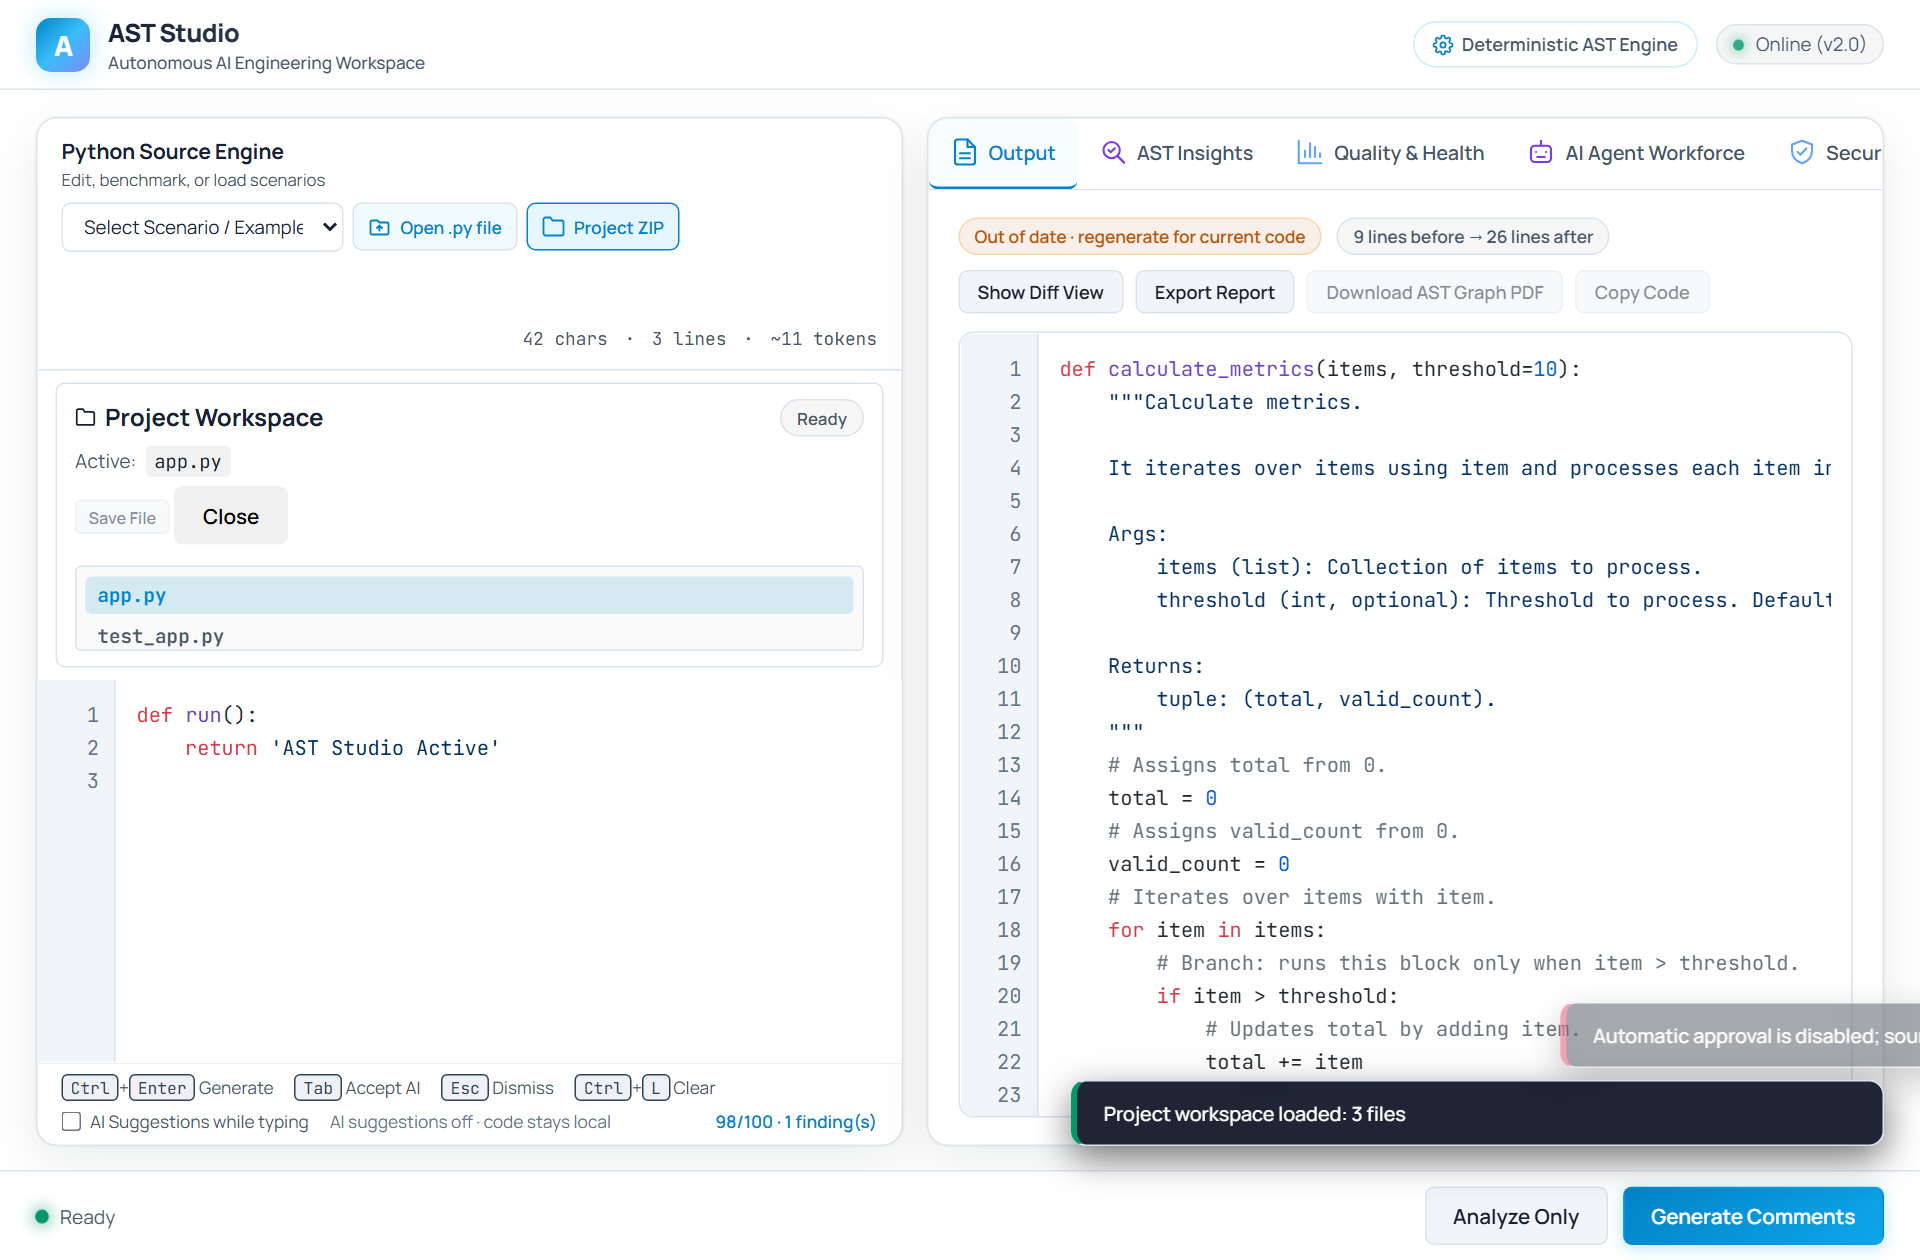 A
AST Studio
Autonomous AI Engineering Workspace
Deterministic AST Engine
Online (v2.0)
Python Source Engine
Edit, benchmark, or load scenarios
Select Scenario / Example
Open .py file
Project ZIP
42 chars · 3 lines · ~11 tokens
Project Workspace
Ready
Active: app.py
Save File
Close
app.py
test_app.py
1 def run():
2     return 'AST Studio Active'
3
Ctrl+Enter Generate Tab Accept AI Esc Dismiss Ctrl+L Clear
AI Suggestions while typing
AI suggestions off · code stays local
98/100 · 1 finding(s)
Output
AST Insights
Quality & Health
AI Agent Workforce
Secur
Out of date · regenerate for current code
9 lines before → 26 lines after
Show Diff View
Export Report
Download AST Graph PDF
Copy Code
1 def calculate_metrics(items, threshold=10):
2     """Calculate metrics.
3
4     It iterates over items using item and processes each item in
5
6     Args:
7         items (list): Collection of items to process.
8         threshold (int, optional): Threshold to process. Default
9
10     Returns:
11         tuple: (total, valid_count).
12     """
13     # Assigns total from 0.
14     total = 0
15     # Assigns valid_count from 0.
16     valid_count = 0
17     # Iterates over items with item.
18     for item in items:
19         # Branch: runs this block only when item > threshold.
20         if item > threshold:
21             # Updates total by adding item.
22             total += item
23
Automatic approval is disabled; sou
Project workspace loaded: 3 files
Ready
Analyze Only
Generate Comments